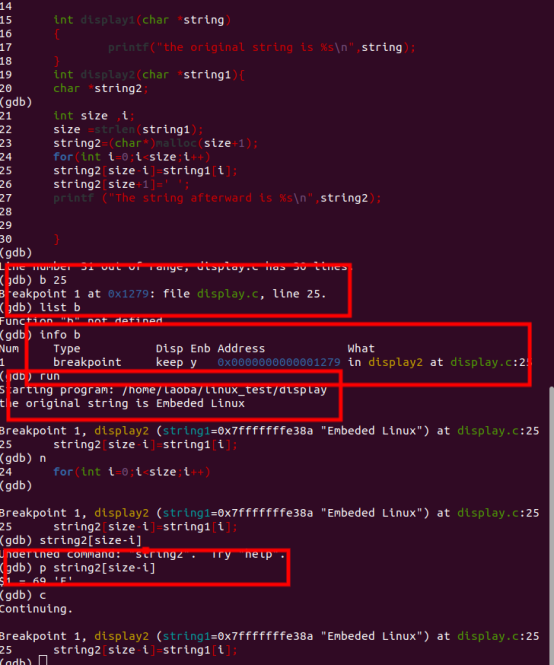 14
15 int display1(char *string)
16 {
17 printf("the original string is %s\n",string);
18 }
19 int display2(char *string1){
20 char *string2;
(gdb)
21 int size ,i;
22 size =strlen(string1);
23 string2=(char*)malloc(size+1);
24 for(int i=0;i<size;i++)
25 string2[size-i]=string1[i];
26 string2[size+1]=' ';
27 printf ("The string afterward is %s\n",string2);
28
29
30 }
(gdb)
Line number 31 out of range; display.c has 30 lines.
(gdb) b 25
Breakpoint 1 at 0x1279: file display.c, line 25.
(gdb) list b
Function "b" not defined.
(gdb) info b
Num Type Disp Enb Address What
1 breakpoint keep y 0x0000000000001279 in display2 at display.c:25
(gdb) run
Starting program: /home/laoba/linux_test/display
the original string is Embeded Linux
Breakpoint 1, display2 (string1=0x7fffffffe38a "Embeded Linux") at display.c:25
25 string2[size-i]=string1[i];
(gdb) n
24 for(int i=0;i<size;i++)
(gdb)
Breakpoint 1, display2 (string1=0x7fffffffe38a "Embeded Linux") at display.c:25
25 string2[size-i]=string1[i];
(gdb) string2[size-i]
Undefined command: "string2". Try "help".
(gdb) p string2[size-i]
$1 = 69 'E'
(gdb) c
Continuing.
Breakpoint 1, display2 (string1=0x7fffffffe38a "Embeded Linux") at display.c:25
25 string2[size-i]=string1[i];
(gdb)